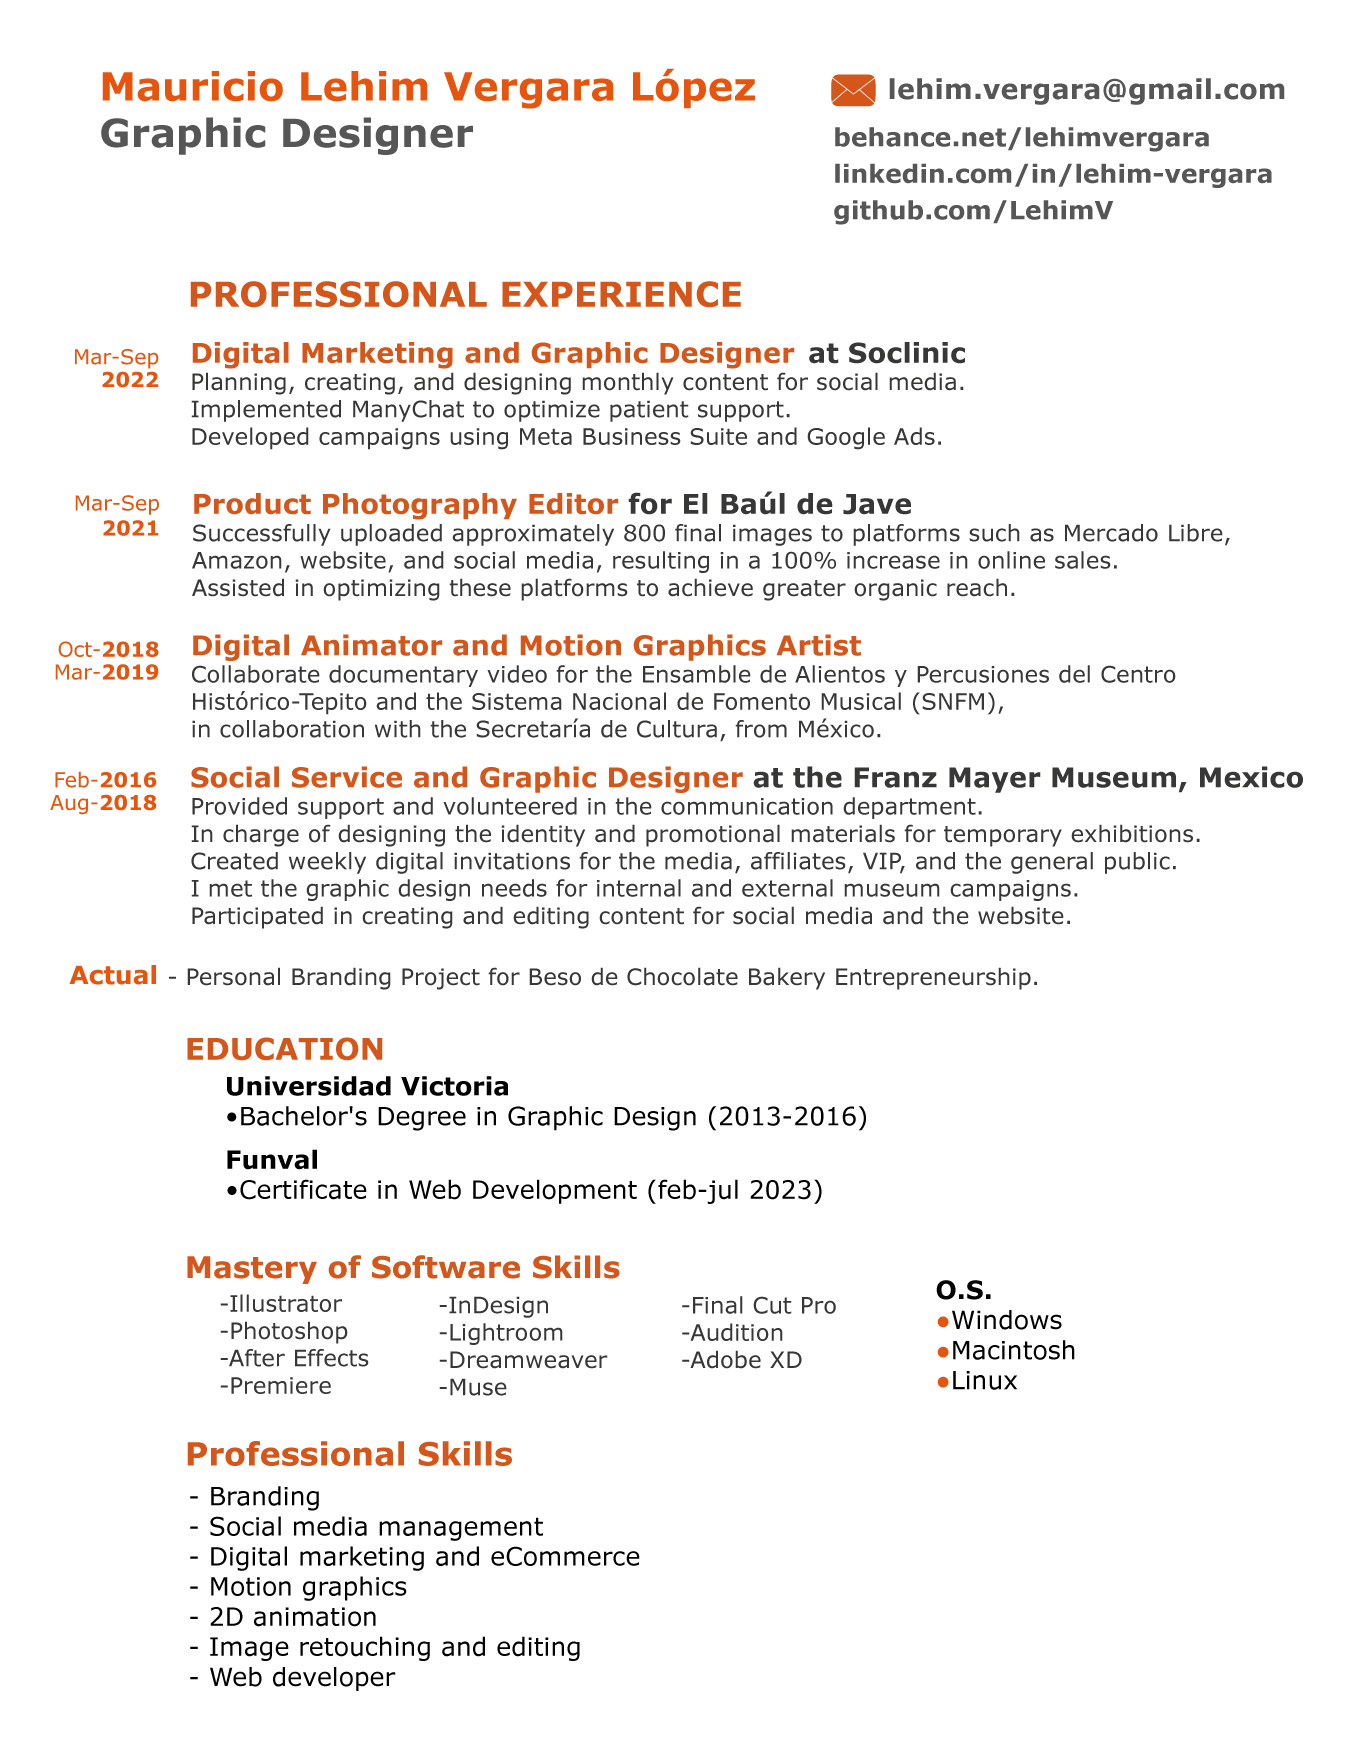 Mauricio Lehim Vergara López
Graphic Designer
lehim.vergara@gmail.com
behance.net/lehimvergara
linkedin.com/in/lehim-vergara
github.com/LehimV
PROFESSIONAL EXPERIENCE
Mar-Sep
2022
Digital Marketing and Graphic Designer at Soclinic
Planning, creating, and designing monthly content for social media.
Implemented ManyChat to optimize patient support.
Developed campaigns using Meta Business Suite and Google Ads.
Mar-Sep
2021
Product Photography Editor for El Baúl de Jave
Successfully uploaded approximately 800 final images to platforms such as Mercado Libre,
Amazon, website, and social media, resulting in a 100% increase in online sales.
Assisted in optimizing these platforms to achieve greater organic reach.
Oct-2018
Mar-2019
Digital Animator and Motion Graphics Artist
Collaborate documentary video for the Ensamble de Alientos y Percusiones del Centro
Histórico-Tepito and the Sistema Nacional de Fomento Musical (SNFM),
in collaboration with the Secretaría de Cultura, from México.
Feb-2016
Aug-2018
Social Service and Graphic Designer at the Franz Mayer Museum, Mexico
Provided support and volunteered in the communication department.
In charge of designing the identity and promotional materials for temporary exhibitions.
Created weekly digital invitations for the media, affiliates, VIP, and the general public.
I met the graphic design needs for internal and external museum campaigns.
Participated in creating and editing content for social media and the website.
Actual - Personal Branding Project for Beso de Chocolate Bakery Entrepreneurship.
EDUCATION
Universidad Victoria
•Bachelor's Degree in Graphic Design (2013-2016)
Funval
•Certificate in Web Development (feb-jul 2023)
Mastery of Software Skills
-Illustrator
-Photoshop
-After Effects
-Premiere
-InDesign
-Lightroom
-Dreamweaver
-Muse
-Final Cut Pro
-Audition
-Adobe XD
O.S.
•Windows
•Macintosh
•Linux
Professional Skills
- Branding
- Social media management
- Digital marketing and eCommerce
- Motion graphics
- 2D animation
- Image retouching and editing
- Web developer